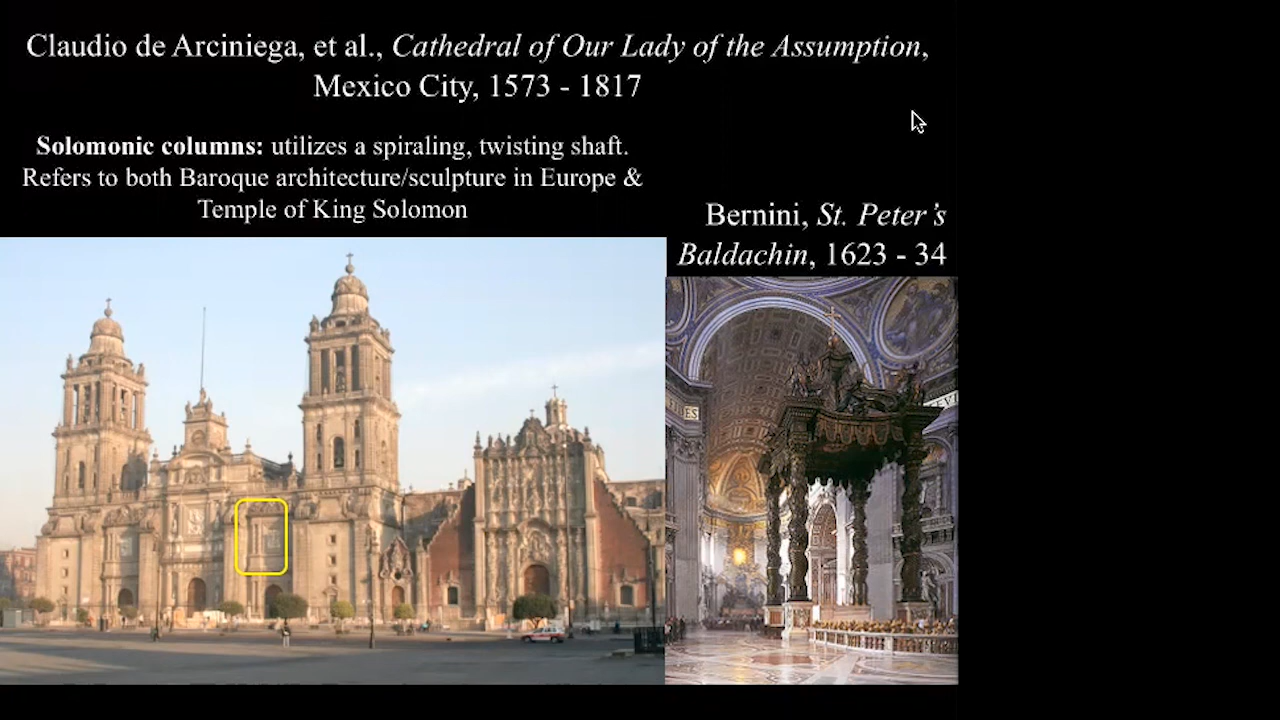 Claudio de Arciniega, et al., Cathedral of Our Lady of the Assumption,
Mexico City, 1573 - 1817
Solomonic columns: utilizes a spiraling, twisting shaft.
Refers to both Baroque architecture/sculpture in Europe &
Temple of King Solomon
Bernini, St. Peter's
Baldachin, 1623 - 34
ES